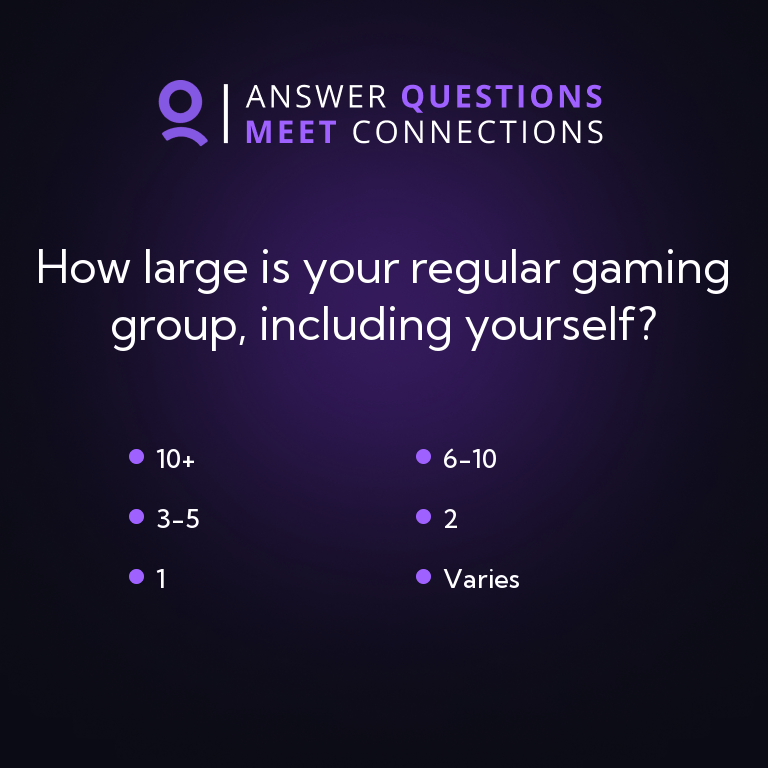 ANSWER QUESTIONS
MEET CONNECTIONS
How large is your regular gaming
group, including yourself?
10+
6-10
3-5
2
1
Varies